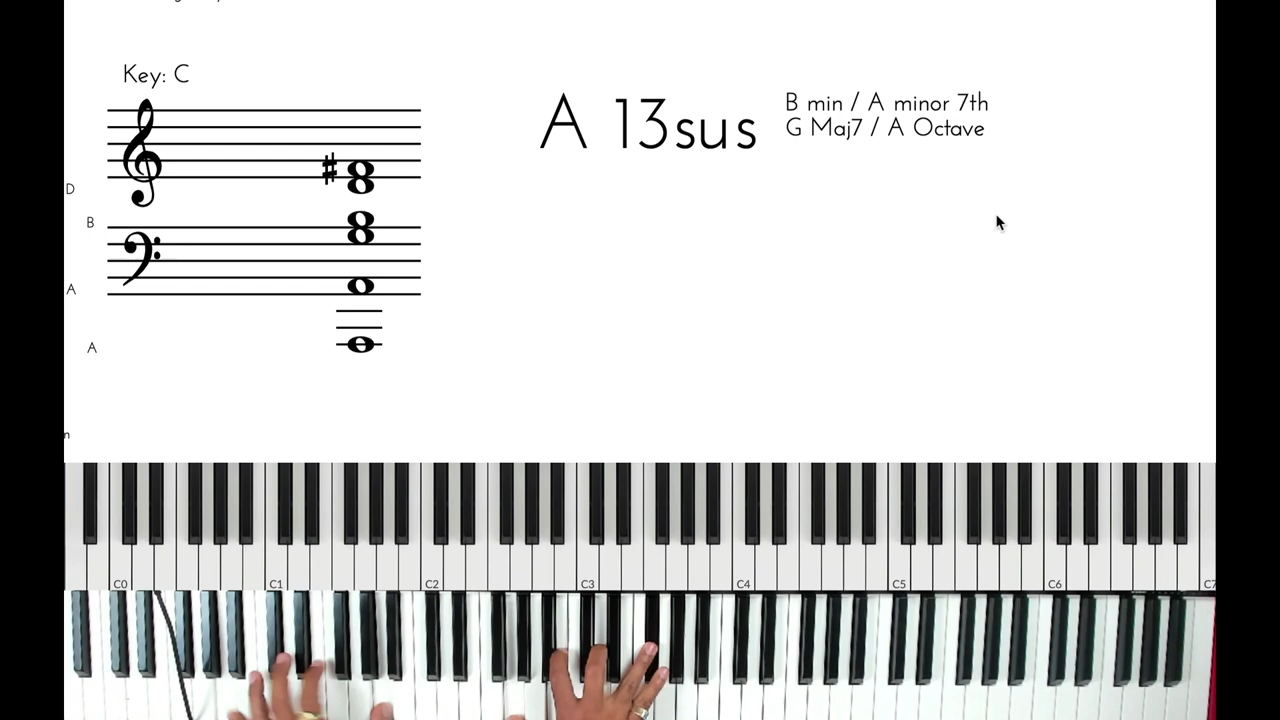 Key: C
A 13sus
B min / A minor 7th
G Maj7 / A Octave
D
B
A
A
n
C0 C1 C2 C3 C4 C5 C6 C7